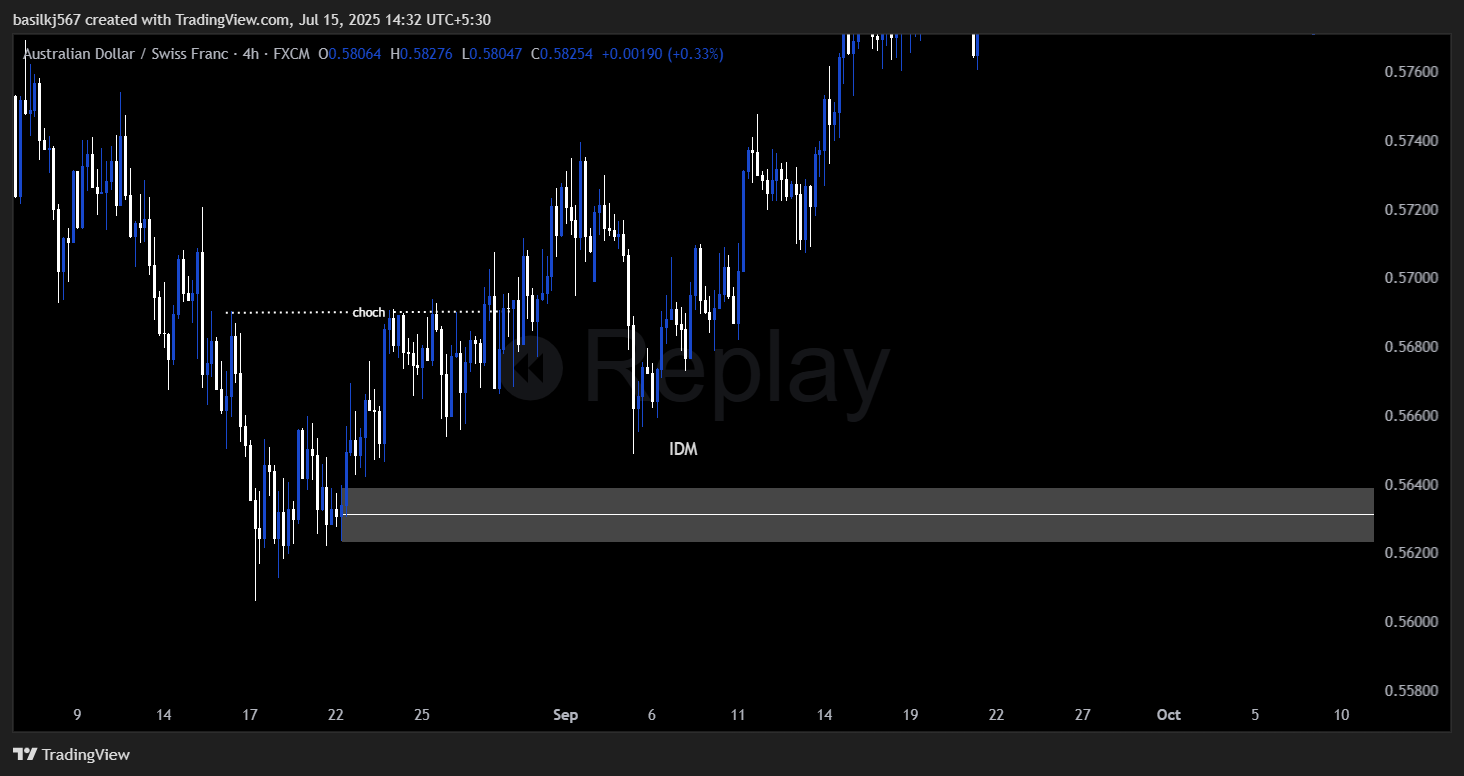 basilkj567 created with TradingView.com, Jul 15, 2025 14:32 UTC+5:30
Australian Dollar / Swiss Franc · 4h · FXCM O0.58064 H0.58276 L0.58047 C0.58254 +0.00190 (+0.33%)
0.57600
0.57400
0.57200
0.57000
choch
0.56800
Replay
0.56600
IDM
0.56400
0.56200
0.56000
0.55800
9 14 17 22 25 Sep 6 11 14 19 22 27 Oct 5 10
TradingView